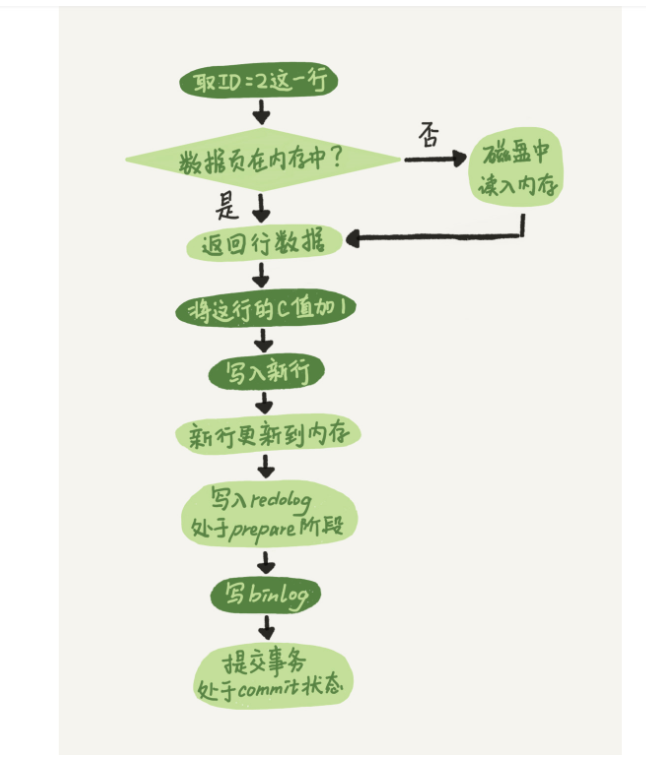 取ID=2这一行
数据页在内存中？
否
磁盘中
读入内存
是
返回行数据
将这行的C值加1
写入新行
新行更新到内存
写入redolog
处于prepare阶段
写binlog
提交事务
处于commit状态